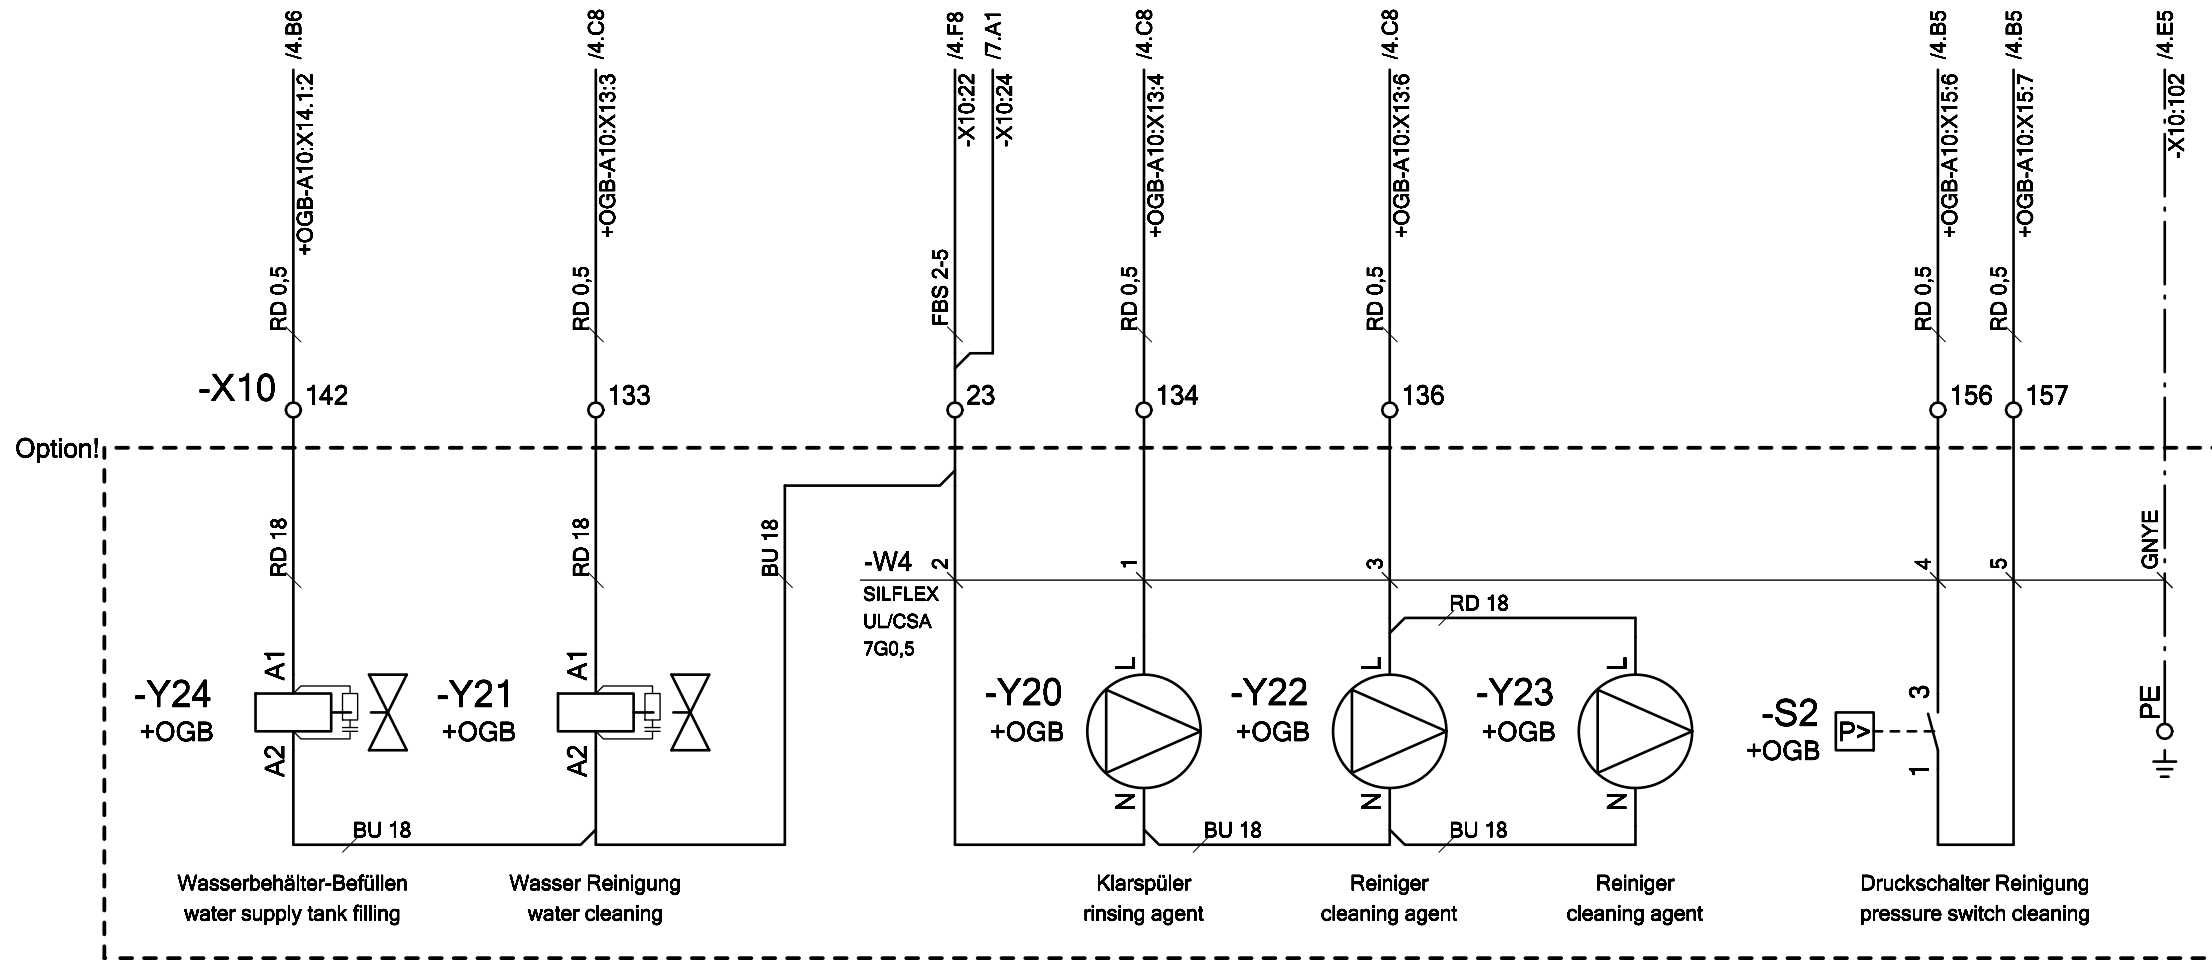 /4.B6
/4.C8
/4.F8
/7.A1
/4.C8
/4.C8
/4.B5
/4.B5
/4.E5
+OGB-A10:X14.1:2
+OGB-A10:X13:3
-X10:22
-X10:24
+OGB-A10:X13:4
+OGB-A10:X13:6
+OGB-A10:X15:6
+OGB-A10:X15:7
-X10:102
RD 0,5
RD 0,5
FBS 2-5
RD 0,5
RD 0,5
RD 0,5
RD 0,5
-X10
142
133
23
134
136
156
157
Option!
RD 18
RD 18
BU 18
-W4
2
1
3
4
5
GNYE
SILFLEX
UL/CSA
7G0,5
RD 18
A1
A1
L
L
L
-Y24
+OGB
-Y21
+OGB
-Y20
+OGB
-Y22
+OGB
-Y23
+OGB
-S2
+OGB
P>
3
1
PE
A2
A2
N
N
N
BU 18
BU 18
BU 18
Wasserbehälter-Befüllen
water supply tank filling
Wasser Reinigung
water cleaning
Klarspüler
rinsing agent
Reiniger
cleaning agent
Reiniger
cleaning agent
Druckschalter Reinigung
pressure switch cleaning